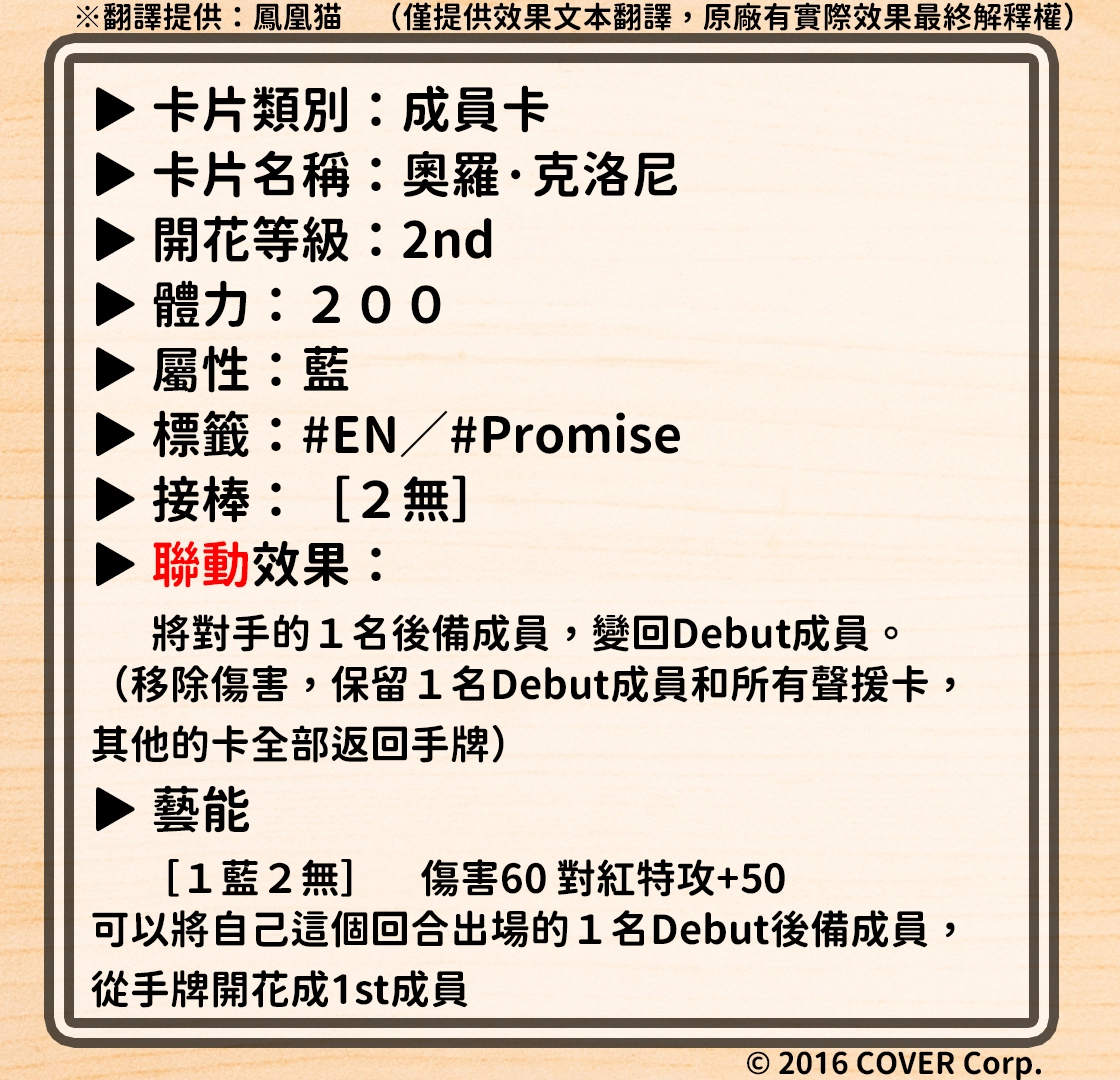 ※翻譯提供：鳳凰猫　（僅提供效果文本翻譯，原廠有實際效果最終解釋權）
▶ 卡片類別：成員卡
▶ 卡片名稱：奧羅·克洛尼
▶ 開花等級：2nd
▶ 體力：２００
▶ 屬性：藍
▶ 標籤：#EN／#Promise
▶ 接棒：［２無］
▶ 聯動效果：
將對手的１名後備成員，變回Debut成員。
（移除傷害，保留１名Debut成員和所有聲援卡，
其他的卡全部返回手牌）
▶ 藝能
［１藍２無］　傷害60 對紅特攻+50
可以將自己這個回合出場的１名Debut後備成員，
從手牌開花成1st成員
© 2016 COVER Corp.